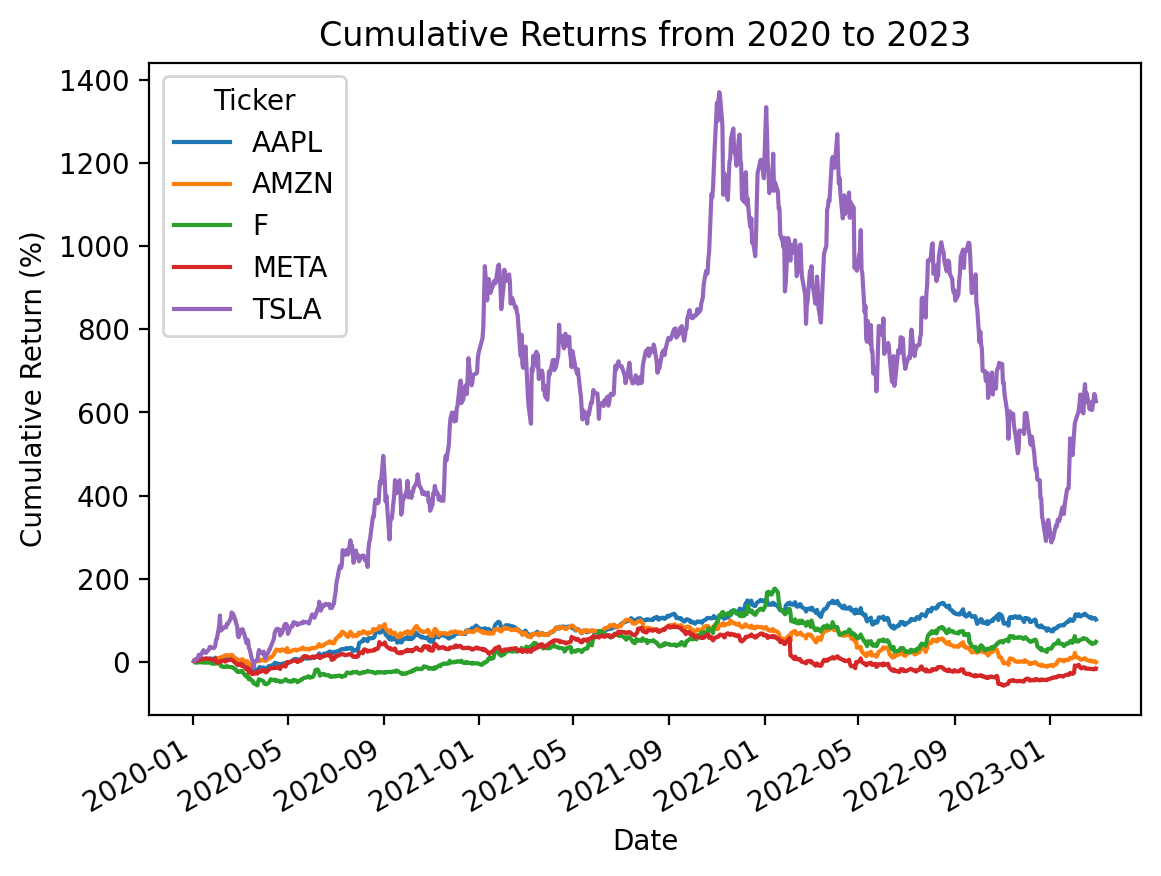 Cumulative Returns from 2020 to 2023
Cumulative Return (%)
1400
1200
1000
800
600
400
200
0
Ticker
AAPL
AMZN
F
META
TSLA
2020-01
2020-05
2020-09
2021-01
2021-05
2021-09
2022-01
2022-05
2022-09
2023-01
Date